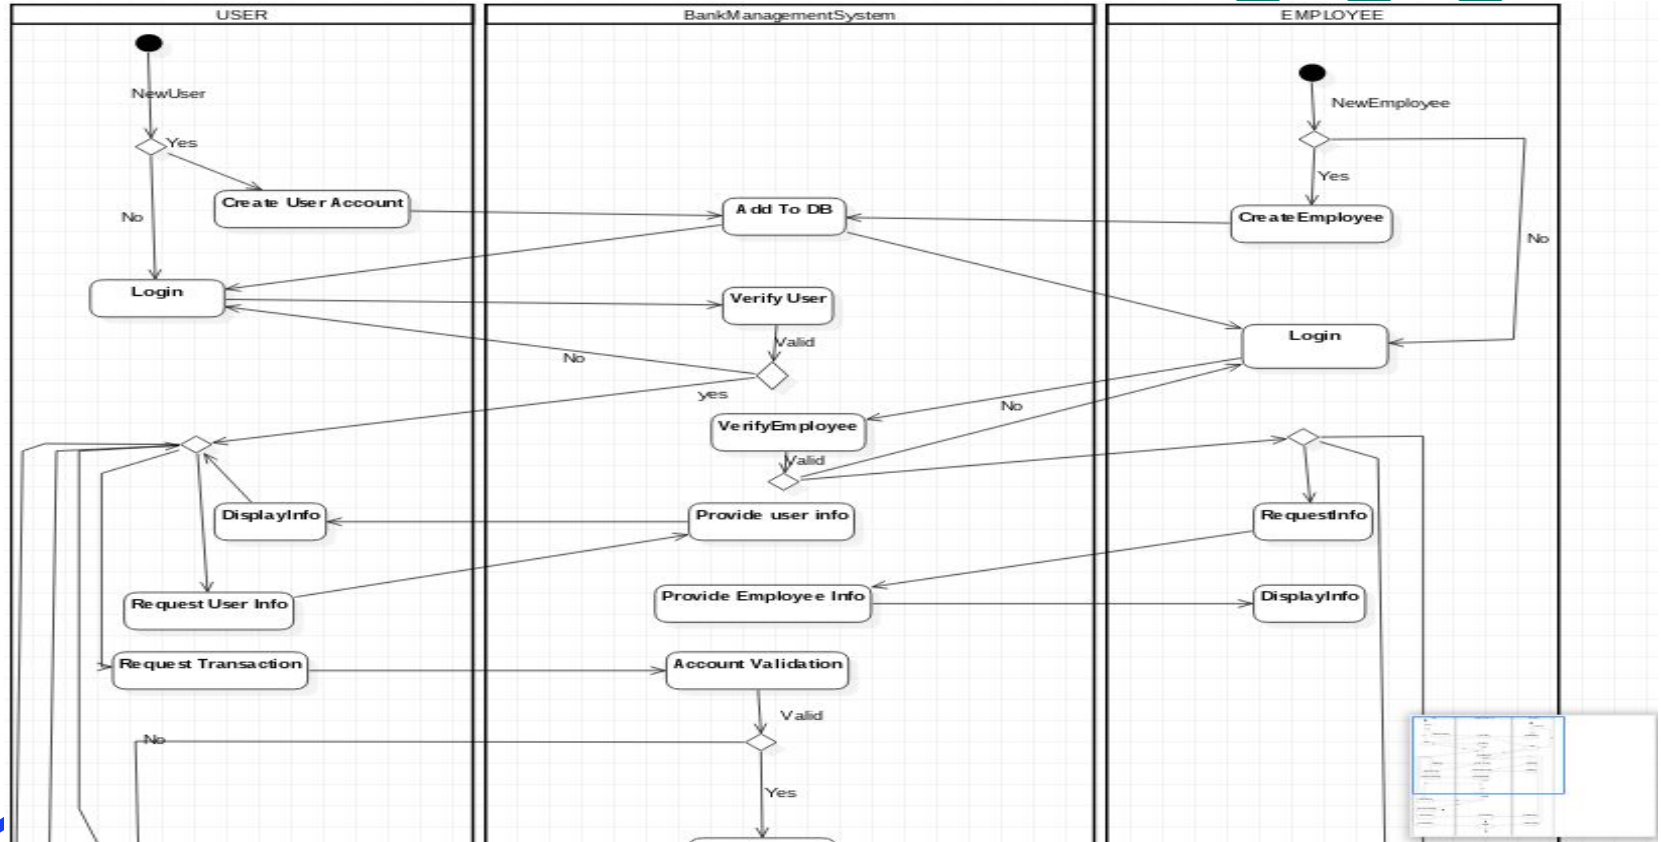 USER
BankManagementSystem
EMPLOYEE
NewUser
NewEmployee
Yes
Yes
Create User Account
Add To DB
CreateEmployee
No
No
Login
Verify User
Login
Valid
No
yes
No
VerifyEmployee
Valid
DisplayInfo
Provide user info
RequestInfo
Request User Info
Provide Employee Info
DisplayInfo
Request Transaction
Account Validation
Valid
No
Yes